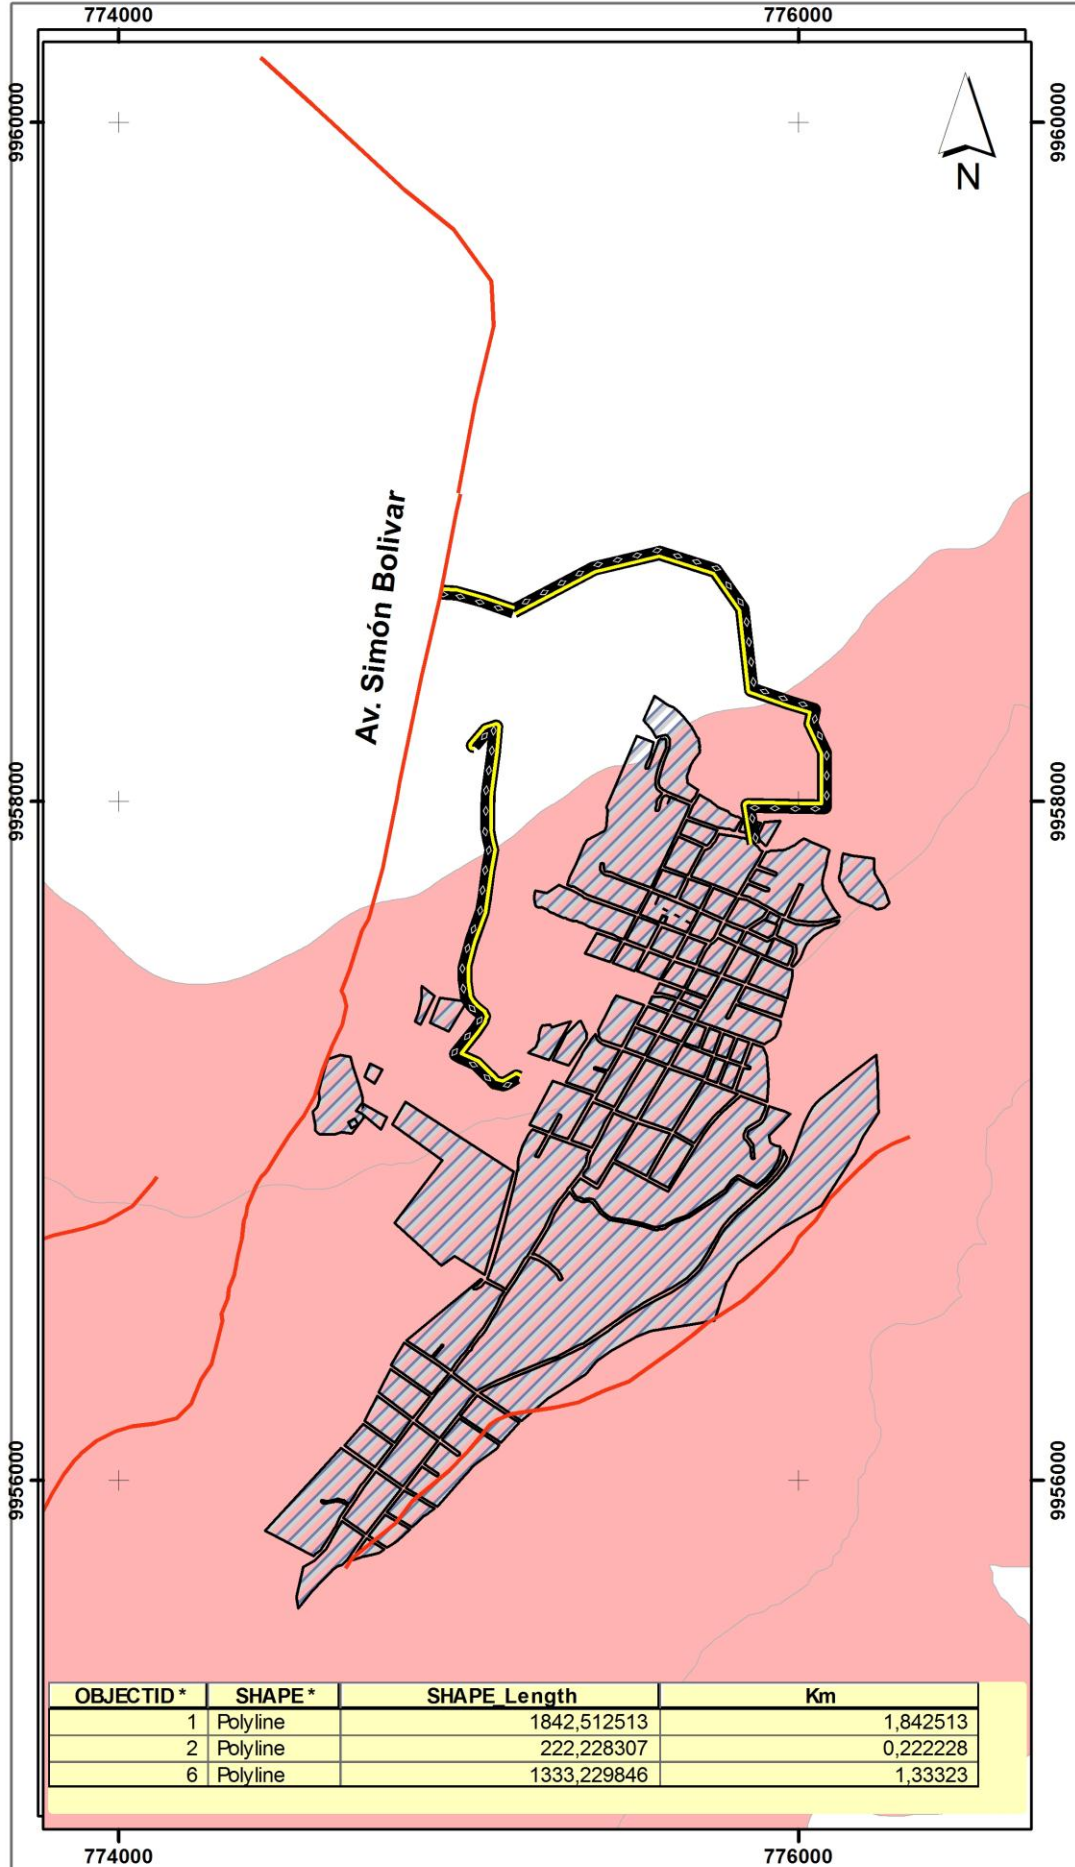 774000 776000
9960000 9960000
N
Av. Simón Bolivar
9958000 9958000
9956000 9956000
OBJECTID * SHAPE * SHAPE_Length Km
1 Polyline 1842,512513 1,842513
2 Polyline 222,228307 0,222228
6 Polyline 1333,229846 1,33323
774000 776000